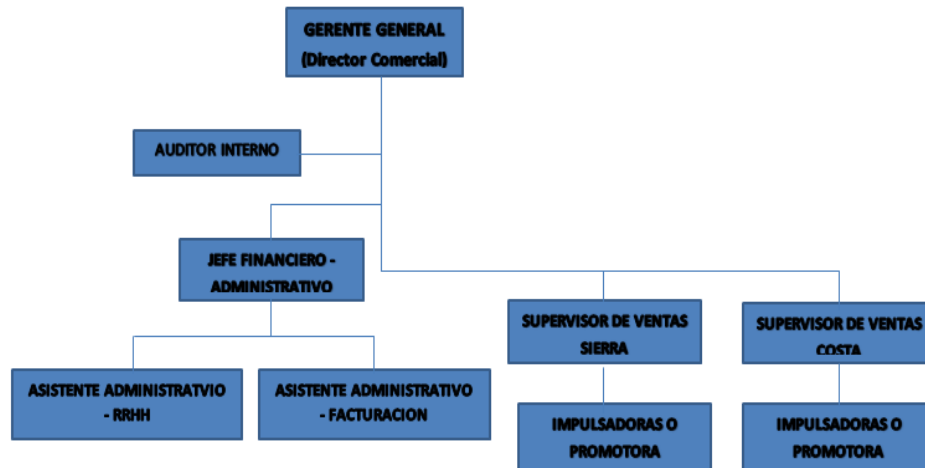 GERENTE GENERAL
(Director Comercial)
AUDITOR INTERNO
JEFE FINANCIERO -
ADMINISTRATIVO
SUPERVISOR DE VENTAS
SIERRA
SUPERVISOR DE VENTAS
COSTA
ASISTENTE ADMINISTRATVIO
- RRHH
ASISTENTE ADMINISTRATIVO
- FACTURACION
IMPULSADORAS O
PROMOTORA
IMPULSADORAS O
PROMOTORA